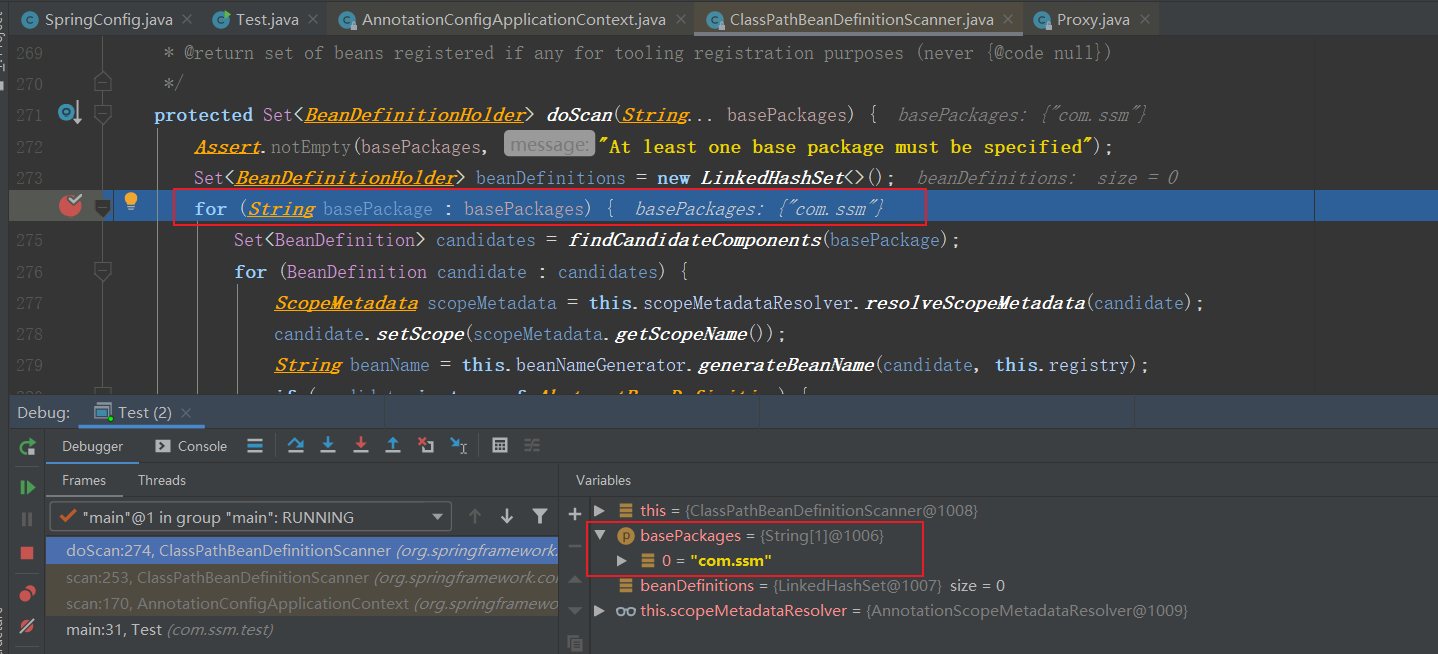 SpringConfig.java Test.java AnnotationConfigApplicationContext.java ClassPathBeanDefinitionScanner.java Proxy.java
269 * @return set of beans registered if any for tooling registration purposes (never {@code null})
270 */
271 protected Set<BeanDefinitionHolder> doScan(String... basePackages) { basePackages: {"com.ssm"}
272 Assert.notEmpty(basePackages, message: "At least one base package must be specified");
273 Set<BeanDefinitionHolder> beanDefinitions = new LinkedHashSet<>(); beanDefinitions: size = 0
for (String basePackage : basePackages) { basePackages: {"com.ssm"}
275 Set<BeanDefinition> candidates = findCandidateComponents(basePackage);
276 for (BeanDefinition candidate : candidates) {
277 ScopeMetadata scopeMetadata = this.scopeMetadataResolver.resolveScopeMetadata(candidate);
278 candidate.setScope(scopeMetadata.getScopeName());
279 String beanName = this.beanNameGenerator.generateBeanName(candidate, this.registry);
Debug: Test (2)
Debugger Console
Frames Threads
"main"@1 in group "main": RUNNING
doScan:274, ClassPathBeanDefinitionScanner (org.springframework.
scan:253, ClassPathBeanDefinitionScanner (org.springframework.co
scan:170, AnnotationConfigApplicationContext (org.springframewo
main:31, Test (com.ssm.test)
Variables
this = {ClassPathBeanDefinitionScanner@1008}
basePackages = {String[1]@1006}
0 = "com.ssm"
beanDefinitions = {LinkedHashSet@1007} size = 0
this.scopeMetadataResolver = {AnnotationScopeMetadataResolver@1009}